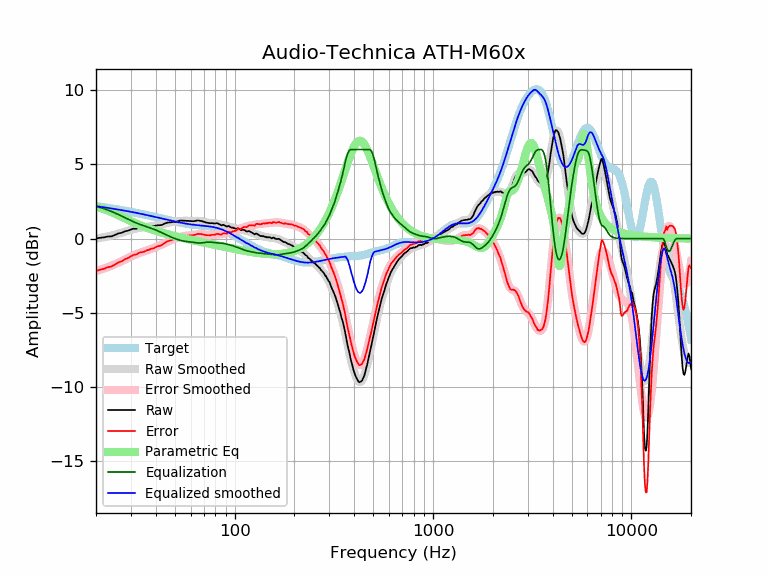 Audio-Technica ATH-M60x
Amplitude (dBr)
10
5
0
−5
−10
−15
Target
Raw Smoothed
Error Smoothed
Raw
Error
Parametric Eq
Equalization
Equalized smoothed
100
1000
10000
Frequency (Hz)